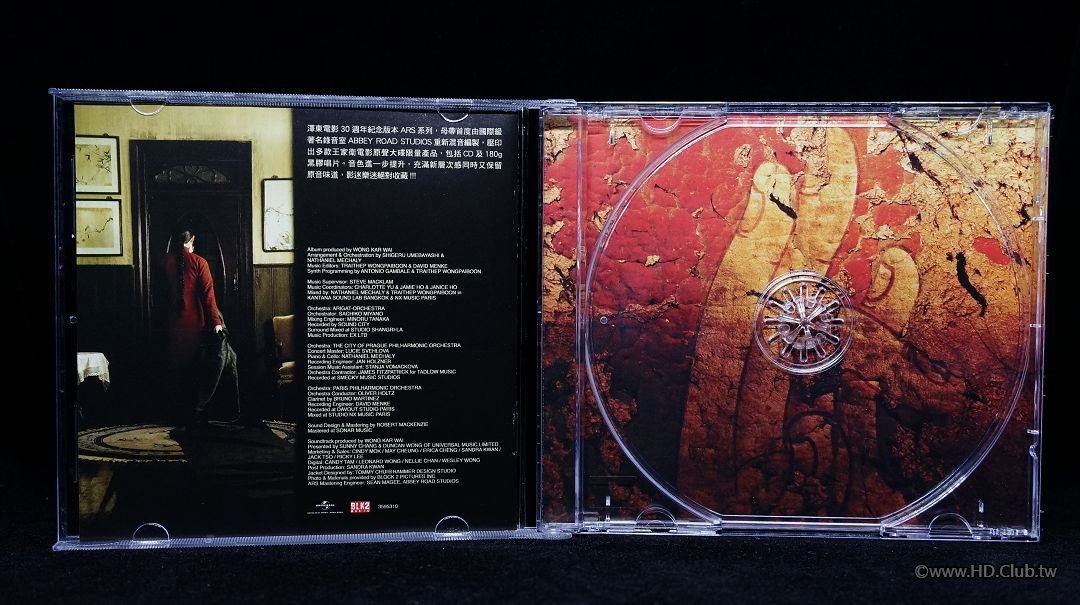 澤東電影 30 週年紀念版本 ARS 系列，母帶首度由國際級
著名錄音室 ABBEY ROAD STUDIOS 重新混音編製，壓印
出多款王家衛電影原聲大碟限量產品，包括 CD 及 180g
黑膠唱片。音色進一步提升，充滿新層次感同時又保留
原音味道，影迷樂迷絕對收藏 !!!
Album produced by WONG KAR WAI
Arrangement & Orchestration by SHIGERU UMEBAYASHI &
NATHANIEL MECHALY
Music Editors: TRAITHEP WONGPAIBOON & DAVID MENKE
Synth Programming by ANTONIO GAMBALE & TRAITHEP WONGPAIBOON
Music Supervisor: STEVE MACKLAM
Music Coordinators: CHARLOTTE YU & JAMIE HO & JANICE HO
Mixed by: NATHANIEL MECHALY & TRAITHEP WONGPAIBOON in
KANTANA SOUND LAB BANGKOK & NX MUSIC PARIS
Orchestra: ARIGAT-ORCHESTRA
Orchestrator: SACHIKO MIYANO
Mixing Engineer: MINORU TANAKA
Recorded by SOUND CITY
Surround Mixed at STUDIO SHANGRI-LA
Music Production: EX LTD
Orchestra: THE CITY OF PRAGUE PHILHARMONIC ORCHESTRA
Concert Master: LUCIE SVEHLOVA
Piano & Cello: NATHANIEL MECHALY
Recording Engineer: JAN HOLZNER
Session Music Assistant: STANJA VOMACKOVA
Orchestra Contractor: JAMES FITZPATRICK for TADLOW MUSIC
Recorded at SMECKY MUSIC STUDIOS
Orchestra: PARIS PHILHARMONIC ORCHESTRA
Orchestra Conductor: OLIVER HOLTZ
Clarinet by BRUNO MARTINEZ
Recording Engineer: DAVID MENKE
Recorded at DAVOUT STUDIO PARIS
Mixed at STUDIO NX MUSIC PARIS
Sound Design & Mastering by ROBERT MACKENZIE
Mastered at SONAR MUSIC
Soundtrack produced by WONG KAR WAI
Presented by SUNNY CHANG & DUNCAN WONG OF UNIVERSAL MUSIC LIMITED
Marketing & Sales: CINDY MOK / MAY CHEUNG / ERICA CHENG / SANDRA KWAN /
JACK TSO / RICKY LEE
Digital: CANDY TAM / LEONARD WONG / NELLIE CHAN / WESLEY WONG
Post Production: SANDRA KWAN
Jacket Designed by: TOMMY CHUI@HAMMER DESIGN STUDIO
Photo & Materials provided by BLOCK 2 PICTURES INC.
ARS Mastering Engineer: SEAN MAGEE, ABBEY ROAD STUDIOS
BLK2
3595310
©www.HD.Club.tw